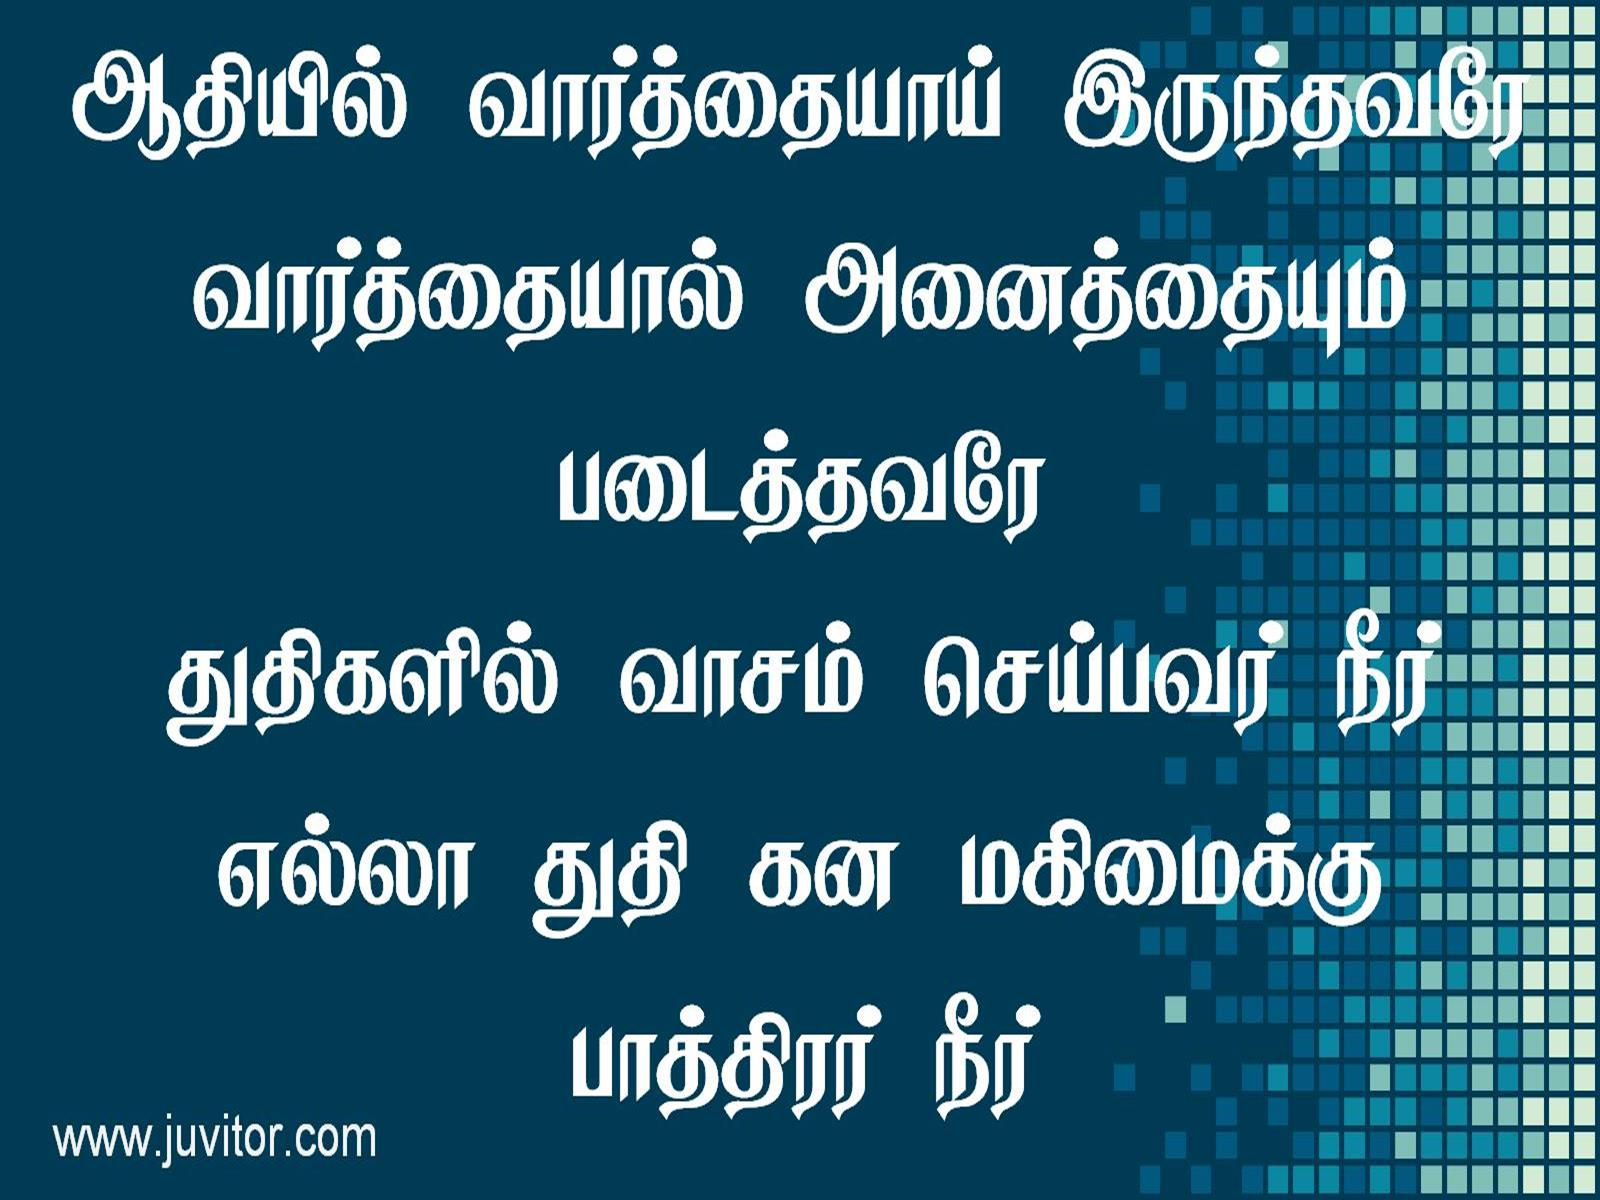 ஆதியில் வார்த்தையாய் இருந்தவரே
வார்த்தையால் அனைத்தையும்
படைத்தவரே
துதிகளில் வாசம் செய்பவர் நீர்
எல்லா துதி கன மகிமைக்கு
பாத்திரர் நீர்
www.juvitor.com